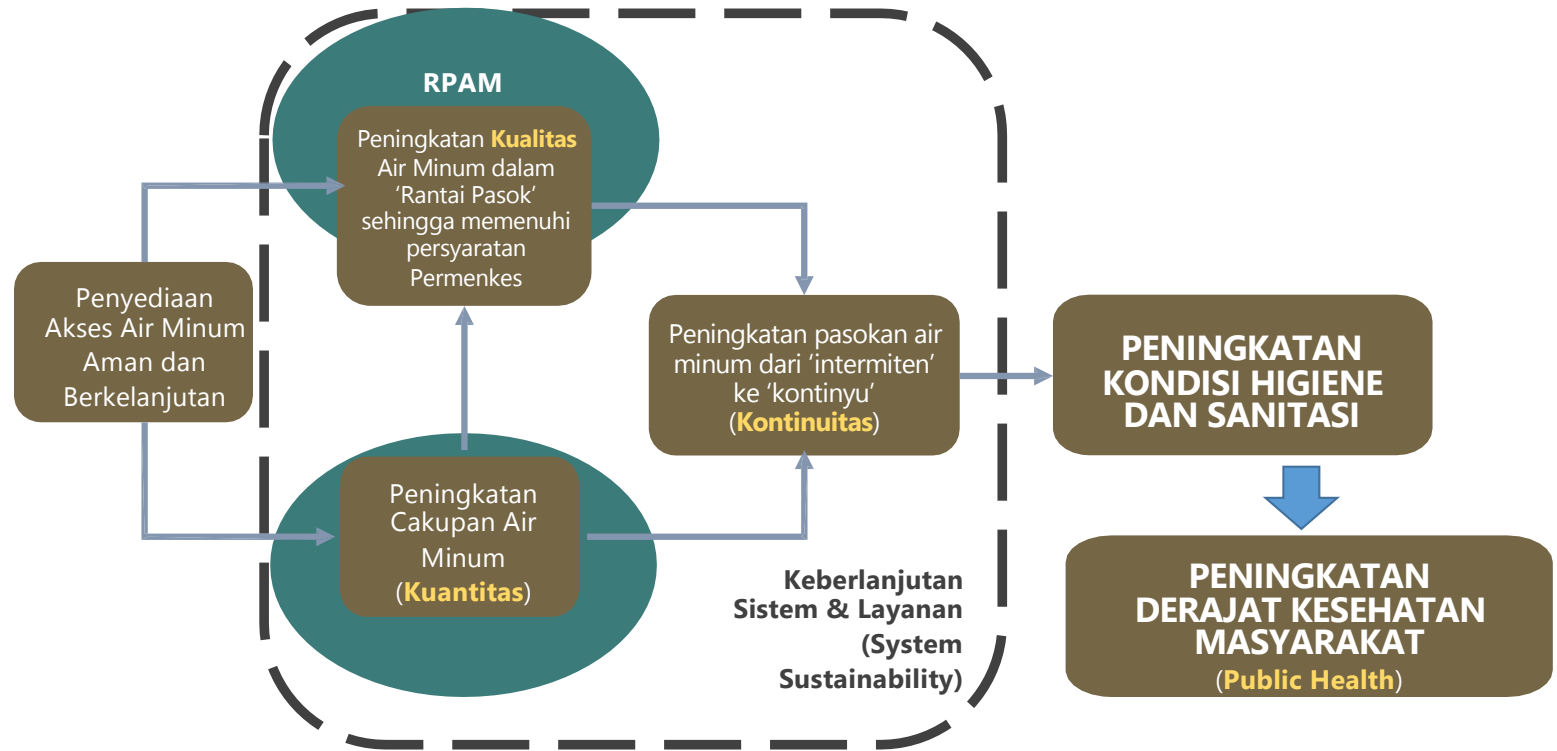 RPAM
Peningkatan Kualitas
Air Minum dalam
‘Rantai Pasok’
sehingga memenuhi
persyaratan
Permenkes
Penyediaan
Akses Air Minum
Aman dan
Berkelanjutan
Peningkatan pasokan air
minum dari ‘intermiten’
ke ‘kontinyu’
(Kontinuitas)
Peningkatan
Cakupan Air
Minum
(Kuantitas)
Keberlanjutan
Sistem & Layanan
(System
Sustainability)
PENINGKATAN
KONDISI HIGIENE
DAN SANITASI
PENINGKATAN
DERAJAT KESEHATAN
MASYARAKAT
(Public Health)